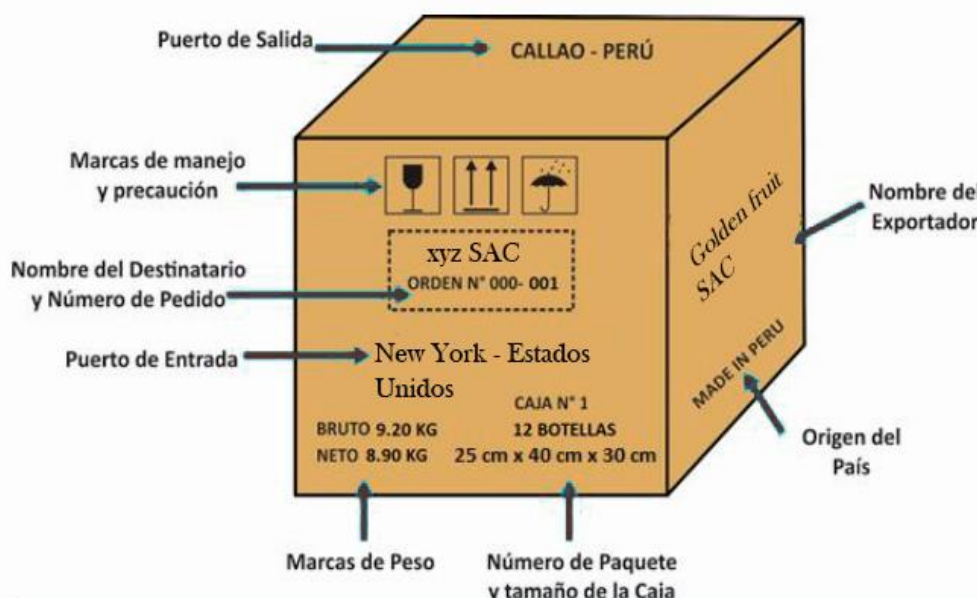 Puerto de Salida
CALLAO - PERÚ
Marcas de manejo
y precaución
Nombre del
Exportador
Golden fruit
SAC
xyz SAC
ORDEN N° 000- 001
Nombre del Destinatario
y Número de Pedido
Puerto de Entrada
New York - Estados
Unidos
MADE IN PERU
CAJA N° 1
BRUTO 9.20 KG
12 BOTELLAS
NETO 8.90 KG
25 cm x 40 cm x 30 cm
Origen del
País
Marcas de Peso
Número de Paquete
y tamaño de la Caja